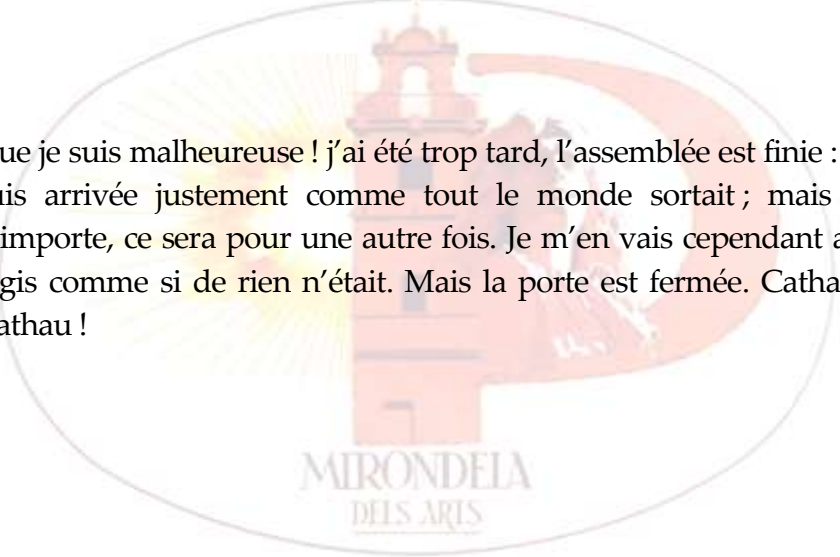 ue je suis malheureuse ! j’ai été trop tard, l’assemblée est finie :
uis arrivée justement comme tout le monde sortait ; mais
’importe, ce sera pour une autre fois. Je m’en vais cependant a
gis comme si de rien n’était. Mais la porte est fermée. Catha
athau !
MIRONDELA
DELS ARTS